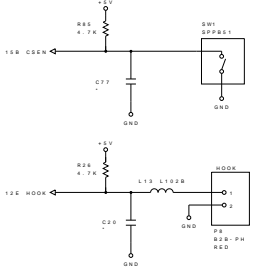 +5V
R85
4.7K
SW1
SPPB51
15B CSEN
C77
*
GND
GND
+5V
R26
4.7K
L13 L102B
HOOK
12E HOOK
1
2
C20
*
GND
P8
B2B-PH
RED
GND